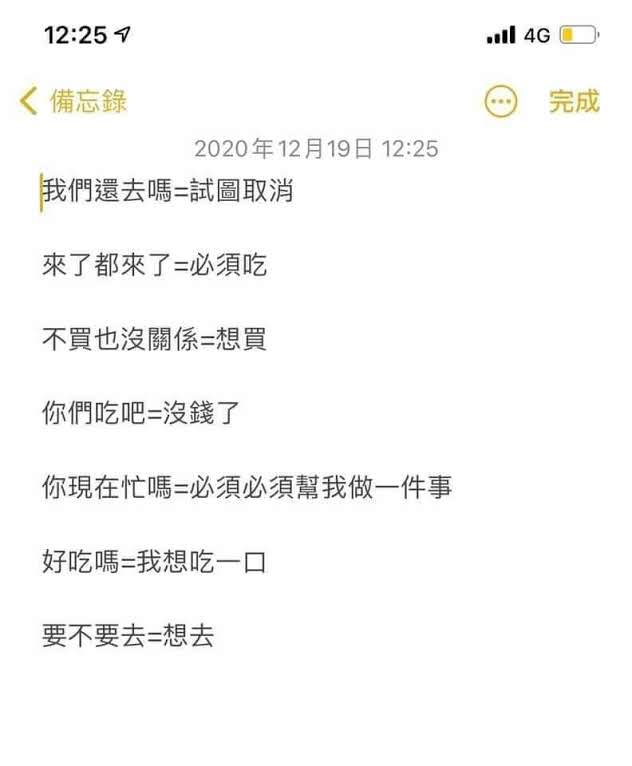 12:25 4G
備忘錄 完成
2020年12月19日 12:25
我們還去嗎=試圖取消
來了都來了=必須吃
不買也沒關係=想買
你們吃吧=沒錢了
你現在忙嗎=必須必須幫我做一件事
好吃嗎=我想吃一口
要不要去=想去